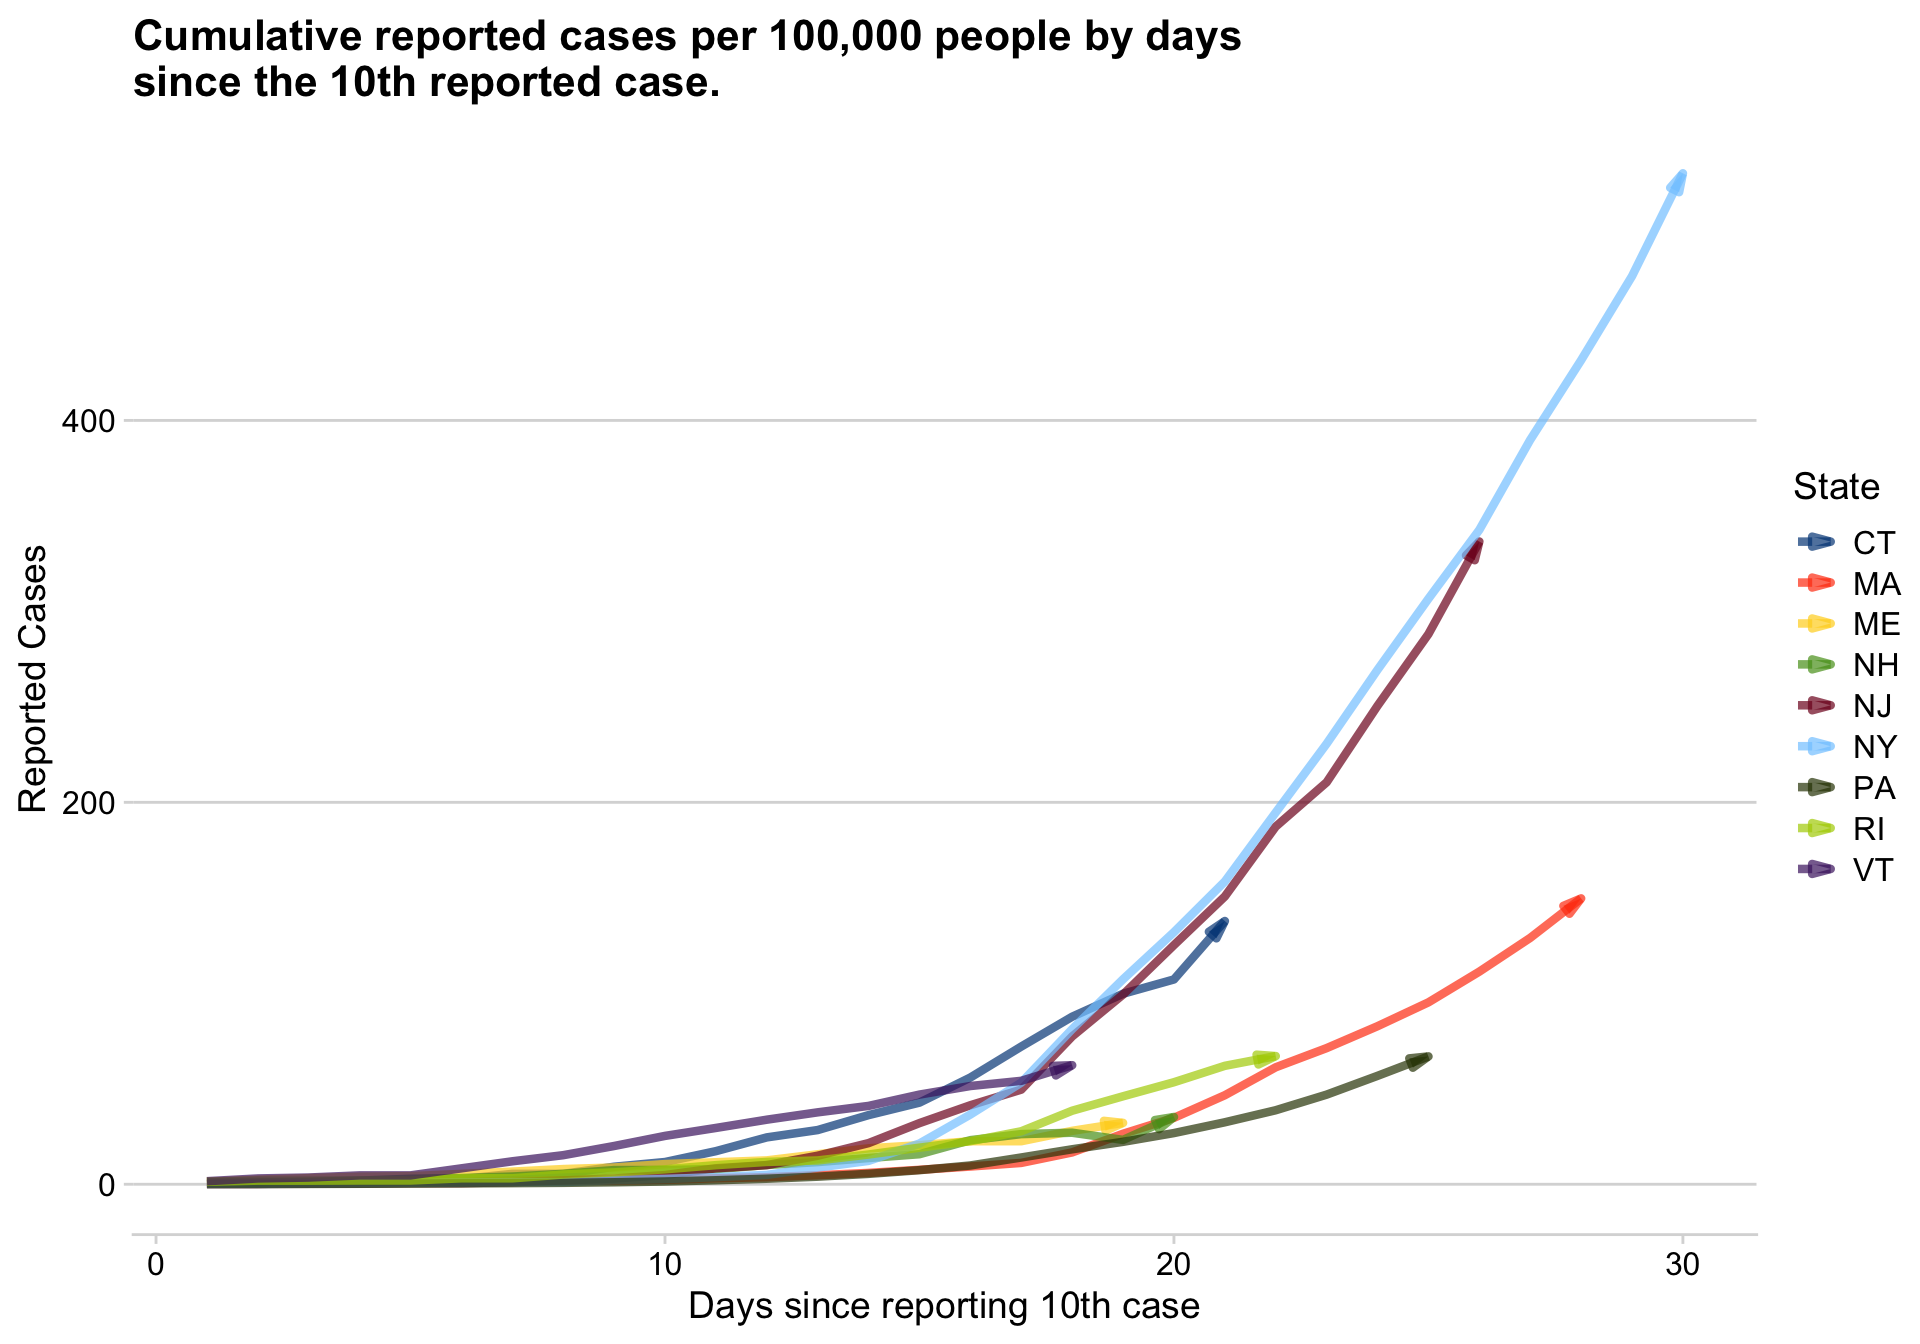 Cumulative reported cases per 100,000 people by days
since the 10th reported case.
Reported Cases
400
200
0
0
10
20
30
Days since reporting 10th case
State
CT
MA
ME
NH
NJ
NY
PA
RI
VT